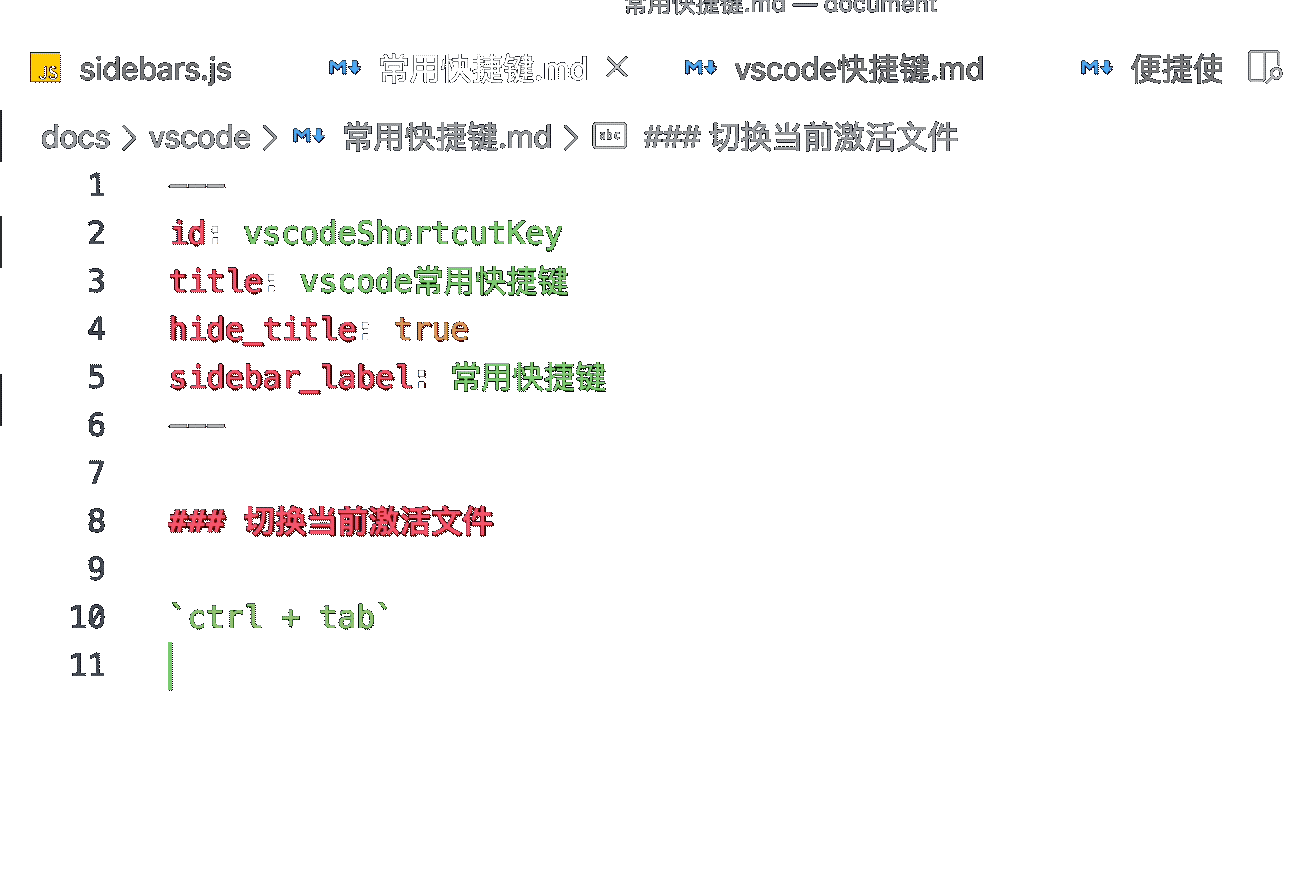 常用快捷键.md — document
JS sidebars.js M↓ 常用快捷键.md × M↓ vscode快捷键.md M↓ 便捷使
docs > vscode > M↓ 常用快捷键.md > abc ### 切换当前激活文件
1 ---
2 id: vscodeShortcutKey
3 title: vscode常用快捷键
4 hide_title: true
5 sidebar_label: 常用快捷键
6 ---
7
8 ### 切换当前激活文件
9
10 `ctrl + tab`
11